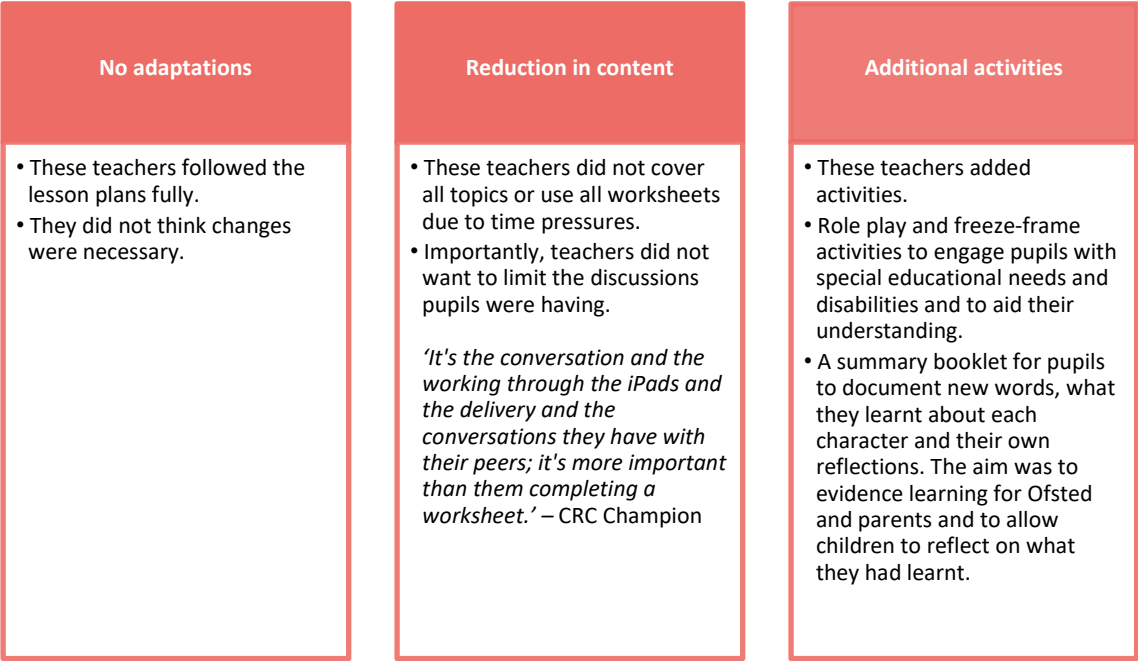 No adaptations
• These teachers followed the
lesson plans fully.
• They did not think changes
were necessary.
Reduction in content
• These teachers did not cover
all topics or use all worksheets
due to time pressures.
• Importantly, teachers did not
want to limit the discussions
pupils were having.
‘It's the conversation and the
working through the iPads and
the delivery and the
conversations they have with
their peers; it's more important
than them completing a
worksheet.’ – CRC Champion
Additional activities
• These teachers added
activities.
• Role play and freeze-frame
activities to engage pupils with
special educational needs and
disabilities and to aid their
understanding.
• A summary booklet for pupils
to document new words, what
they learnt about each
character and their own
reflections. The aim was to
evidence learning for Ofsted
and parents and to allow
children to reflect on what
they had learnt.